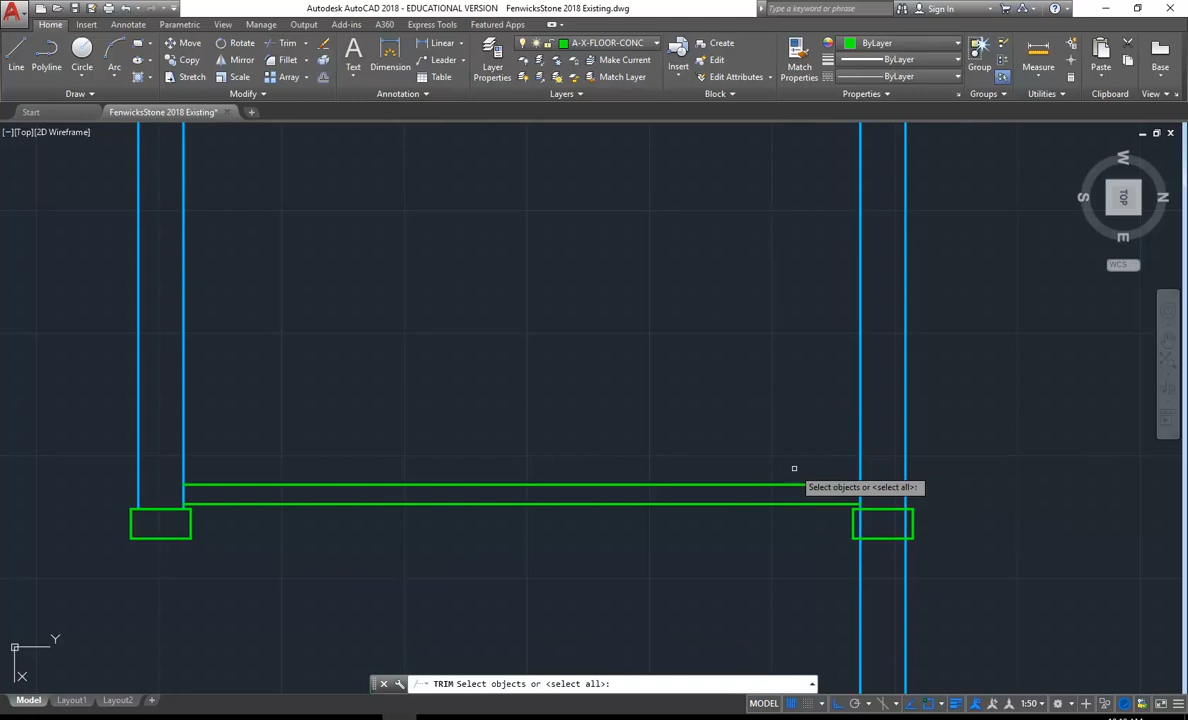 Autodesk AutoCAD 2018 - EDUCATIONAL VERSION FenwicksStone 2018 Existing.dwg
Type a keyword or phrase
Sign In
Home Insert Annotate Parametric View Manage Output Add-ins A360 Express Tools Featured Apps
Line Polyline Circle Arc
Move Rotate Trim
Copy Mirror Fillet
Stretch Scale Array
Text Dimension
Linear
Leader
Table
Layer Properties
A-X-FLOOR-CONC
Make Current
Match Layer
Insert
Create
Edit
Edit Attributes
Match Properties
ByLayer
ByLayer
ByLayer
Group
Measure
Paste
Base
Draw Modify Annotation Layers Block Properties Groups Utilities Clipboard View
Start FenwicksStone 2018 Existing*
[−][Top][2D Wireframe]
W
S TOP N
E
WCS
Select objects or <select all>:
Y
X
TRIM Select objects or <select all>:
Model Layout1 Layout2
MODEL
1:50